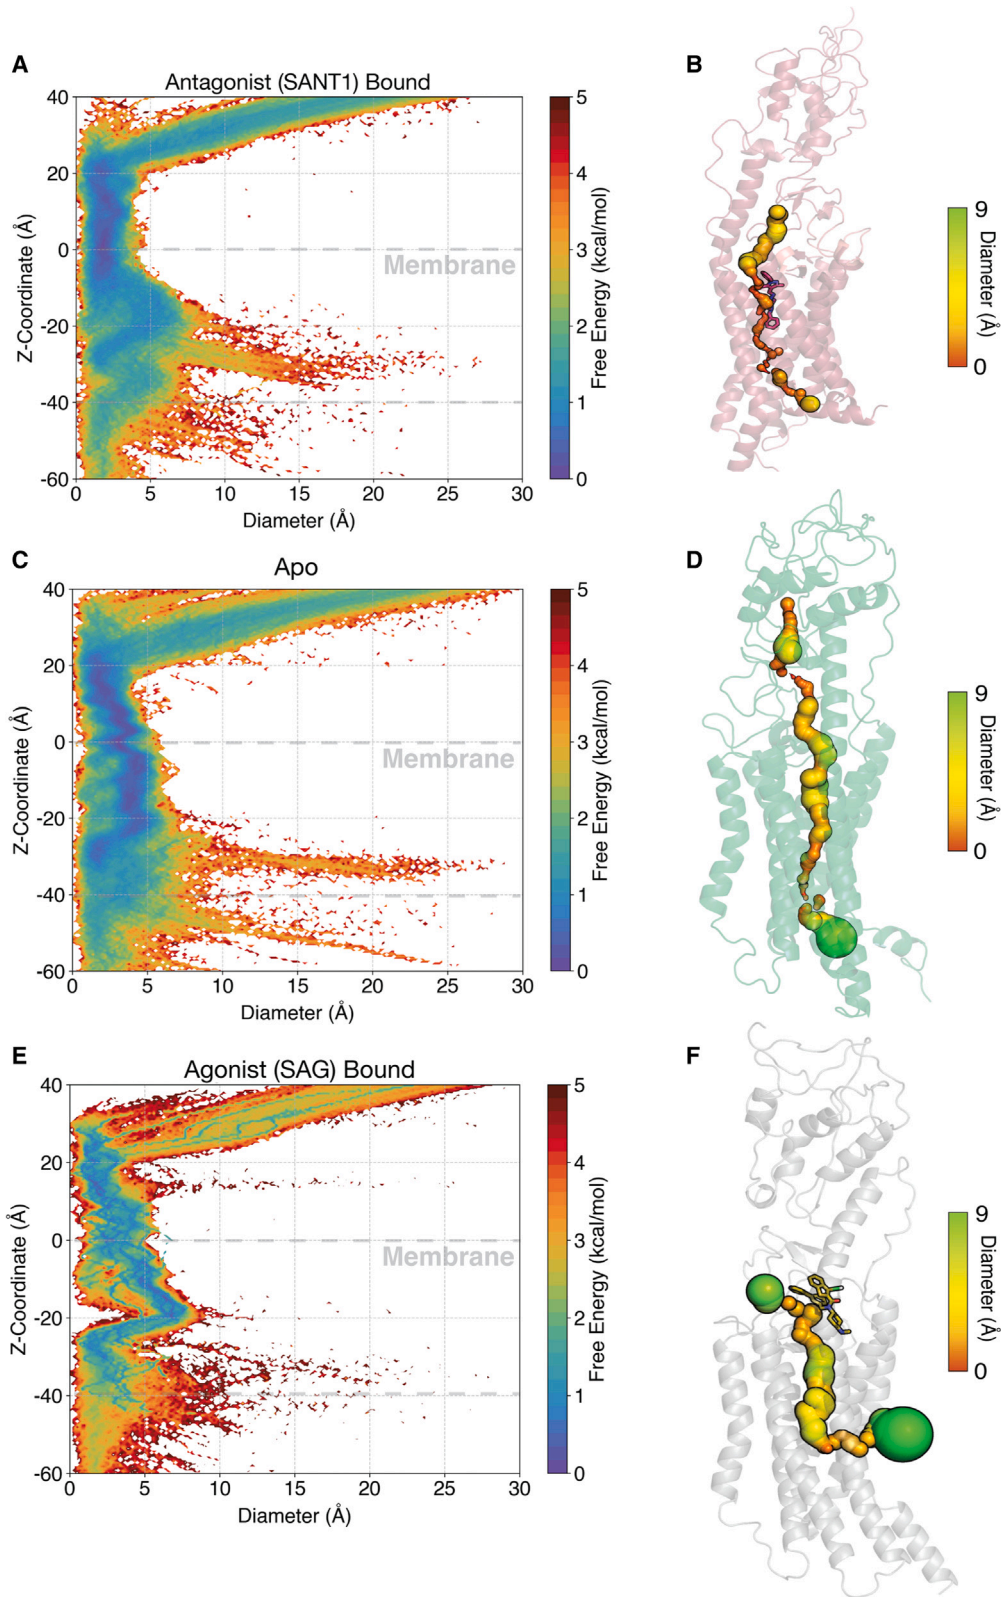 A
Antagonist (SANT1) Bound
40
20
0
-20
-40
-60
Z-Coordinate (Å)
Membrane
0
5
10
15
20
25
30
Diameter (Å)
5
4
3
2
1
0
Free Energy (kcal/mol)
B
9
0
Diameter (Å)
C
Apo
40
20
0
-20
-40
-60
Z-Coordinate (Å)
Membrane
0
5
10
15
20
25
30
Diameter (Å)
5
4
3
2
1
0
Free Energy (kcal/mol)
D
9
0
Diameter (Å)
E
Agonist (SAG) Bound
40
20
0
-20
-40
-60
Z-Coordinate (Å)
Membrane
0
5
10
15
20
25
30
Diameter (Å)
5
4
3
2
1
0
Free Energy (kcal/mol)
F
9
0
Diameter (Å)